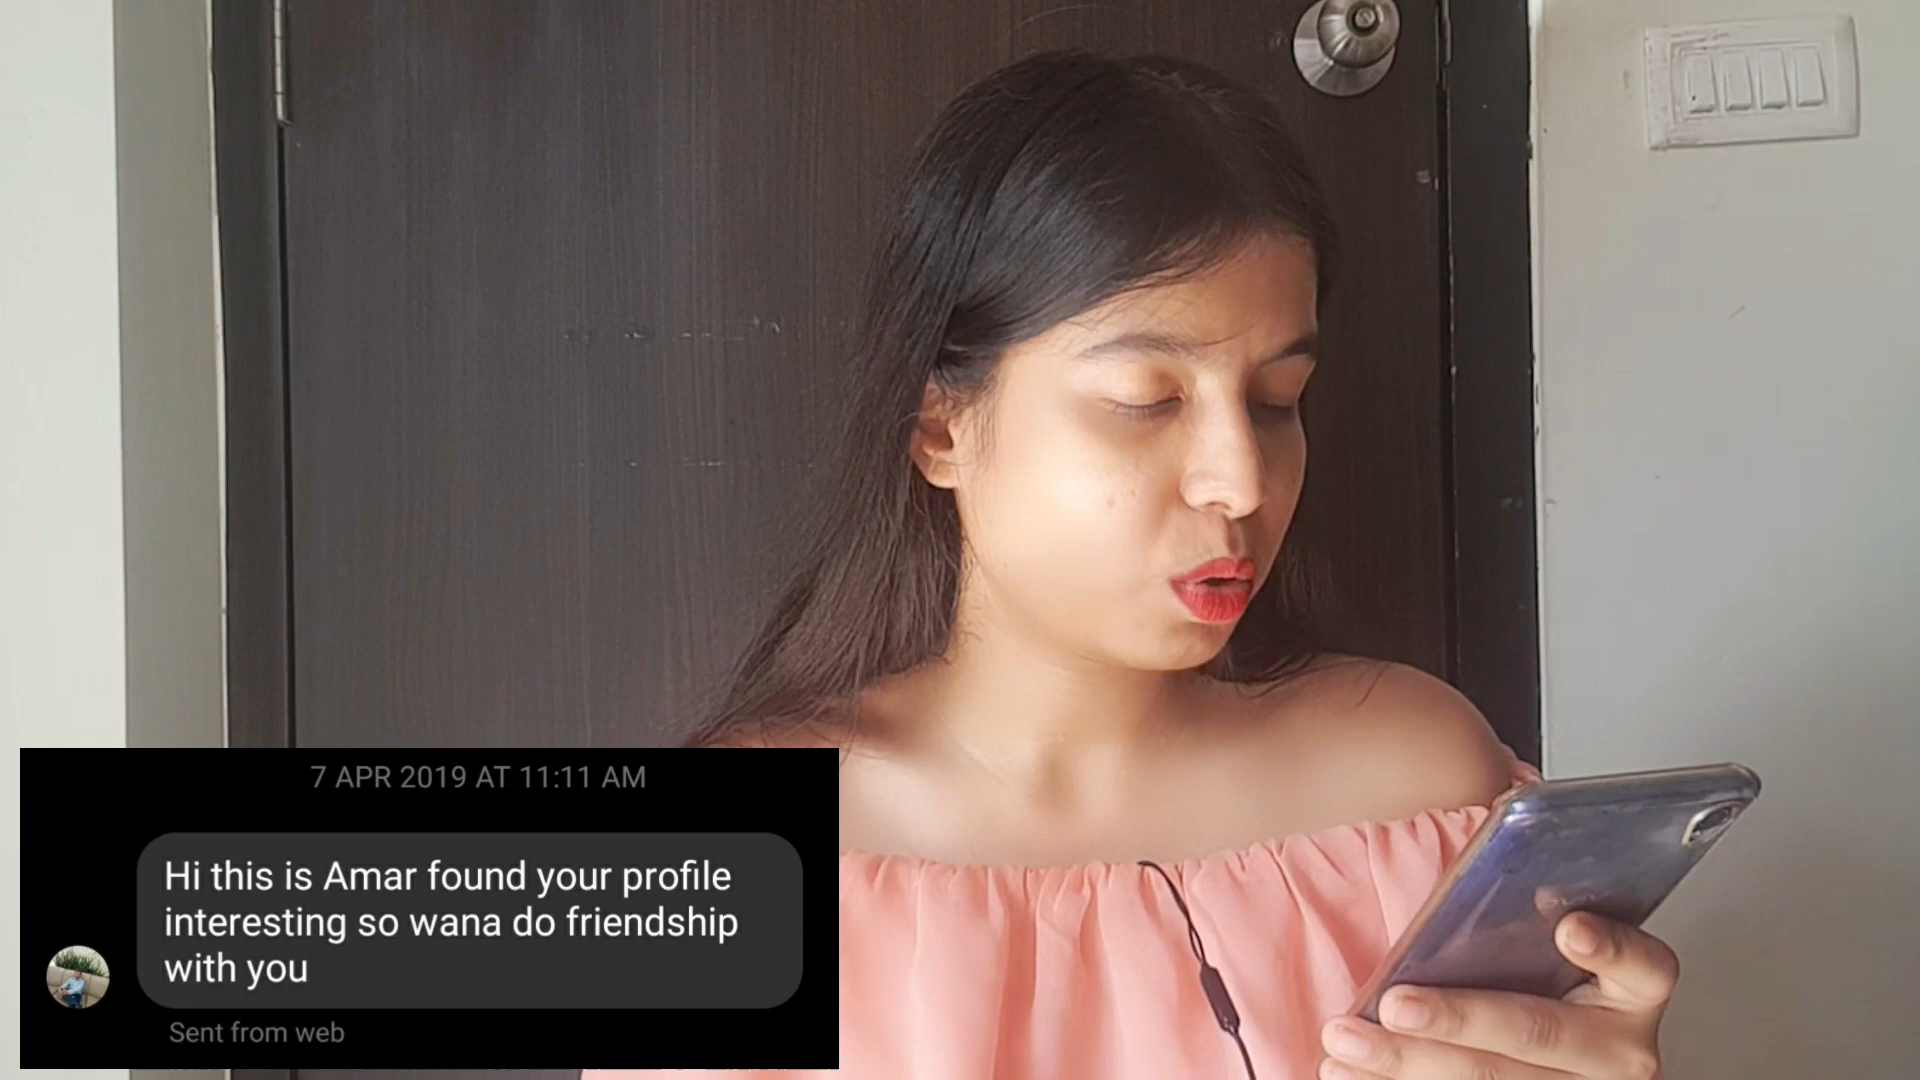 7 APR 2019 AT 11:11 AM
Hi this is Amar found your profile
interesting so wana do friendship
with you
Sent from web